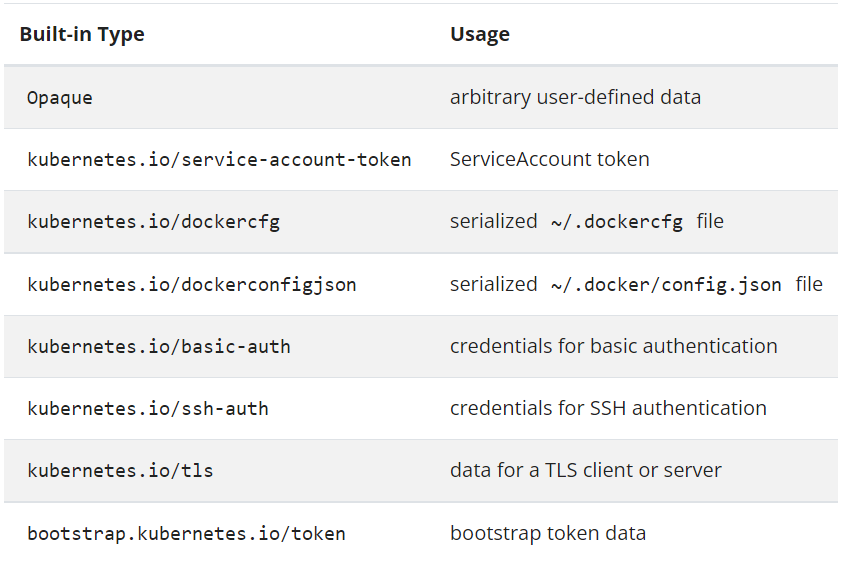 Built-in Type Usage
Opaque arbitrary user-defined data
kubernetes.io/service-account-token ServiceAccount token
kubernetes.io/dockercfg serialized ~/.dockercfg file
kubernetes.io/dockerconfigjson serialized ~/.docker/config.json file
kubernetes.io/basic-auth credentials for basic authentication
kubernetes.io/ssh-auth credentials for SSH authentication
kubernetes.io/tls data for a TLS client or server
bootstrap.kubernetes.io/token bootstrap token data